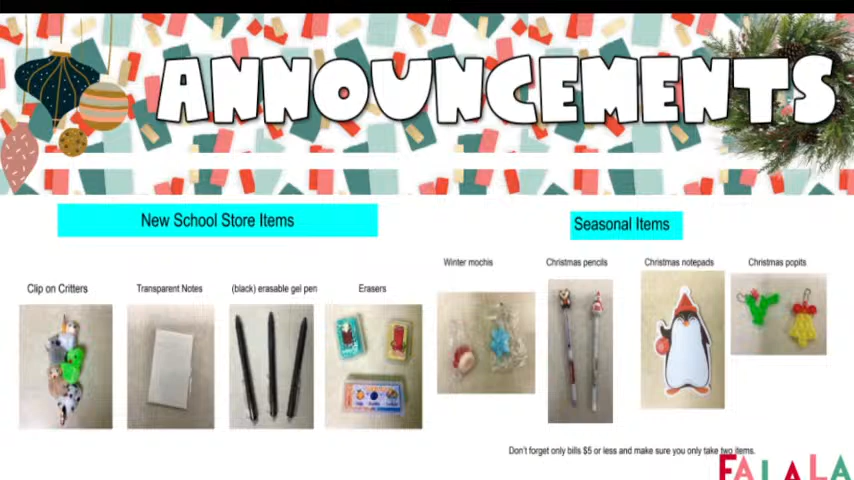 ANNOUNCEMENTS
New School Store Items
Seasonal Items
Clip on Critters
Transparent Notes
(black) erasable gel pen
Erasers
Winter mochis
Christmas pencils
Christmas notepads
Christmas popits
Don't forget only bills $5 or less and make sure you only take two items.
FALALA